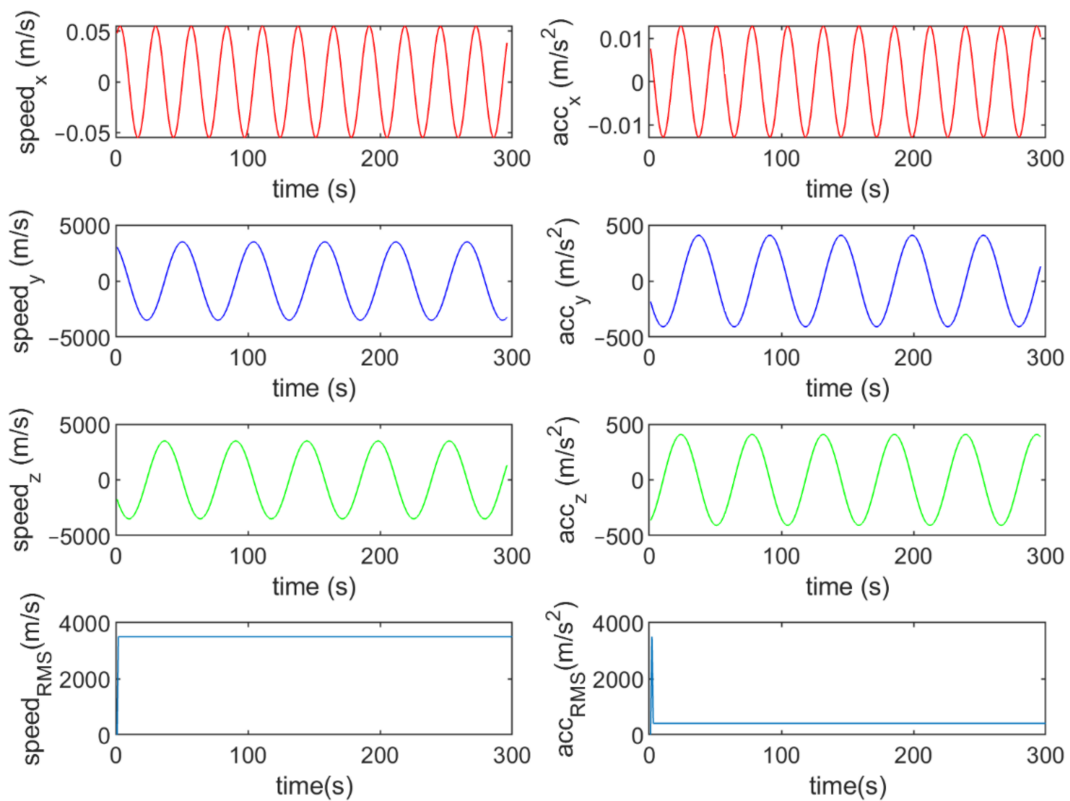 speed_x (m/s)
0.05
0
−0.05
0 100 200 300
time (s)
acc_x (m/s²)
0.01
0
−0.01
0 100 200 300
time (s)
speed_y (m/s)
5000
0
−5000
0 100 200 300
time (s)
acc_y (m/s²)
500
0
−500
0 100 200 300
time (s)
speed_z (m/s)
5000
0
−5000
0 100 200 300
time (s)
acc_z (m/s²)
500
0
−500
0 100 200 300
time (s)
speed_RMS(m/s)
4000
2000
0
0 100 200 300
time(s)
acc_RMS(m/s²)
4000
2000
0
0 100 200 300
time(s)